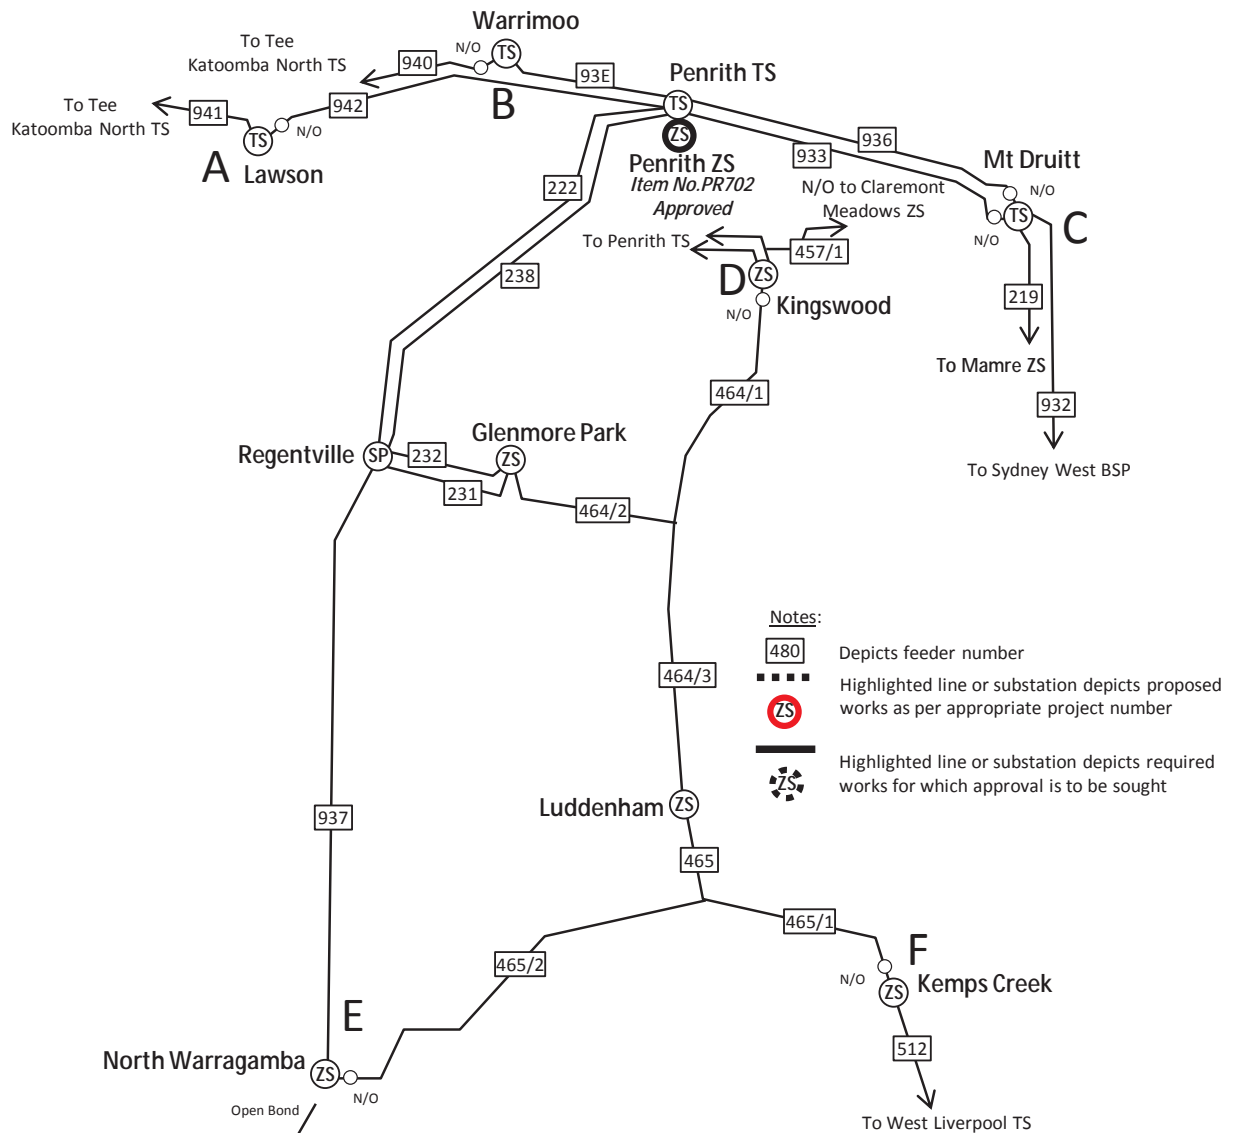 Warrimoo
To Tee
Katoomba North TS
N/O
TS
940
93E
Penrith TS
TS
To Tee
Katoomba North TS
941
942
N/O
B
TS
A
Lawson
ZS
Penrith ZS
Item No.PR702
Approved
936
933
Mt Druitt
N/O to Claremont
Meadows ZS
N/O
TS
N/O
C
222
To Penrith TS
457/1
238
D
ZS
Kingswood
N/O
219
To Mamre ZS
464/1
932
To Sydney West BSP
Regentville
SP
232
Glenmore Park
ZS
231
464/2
Notes:
480
Depicts feeder number
Highlighted line or substation depicts proposed
works as per appropriate project number
ZS
Highlighted line or substation depicts required
works for which approval is to be sought
ZS
464/3
Luddenham
ZS
937
465
465/1
465/2
F
N/O
ZS
Kemps Creek
E
512
North Warragamba
ZS
N/O
Open Bond
To West Liverpool TS